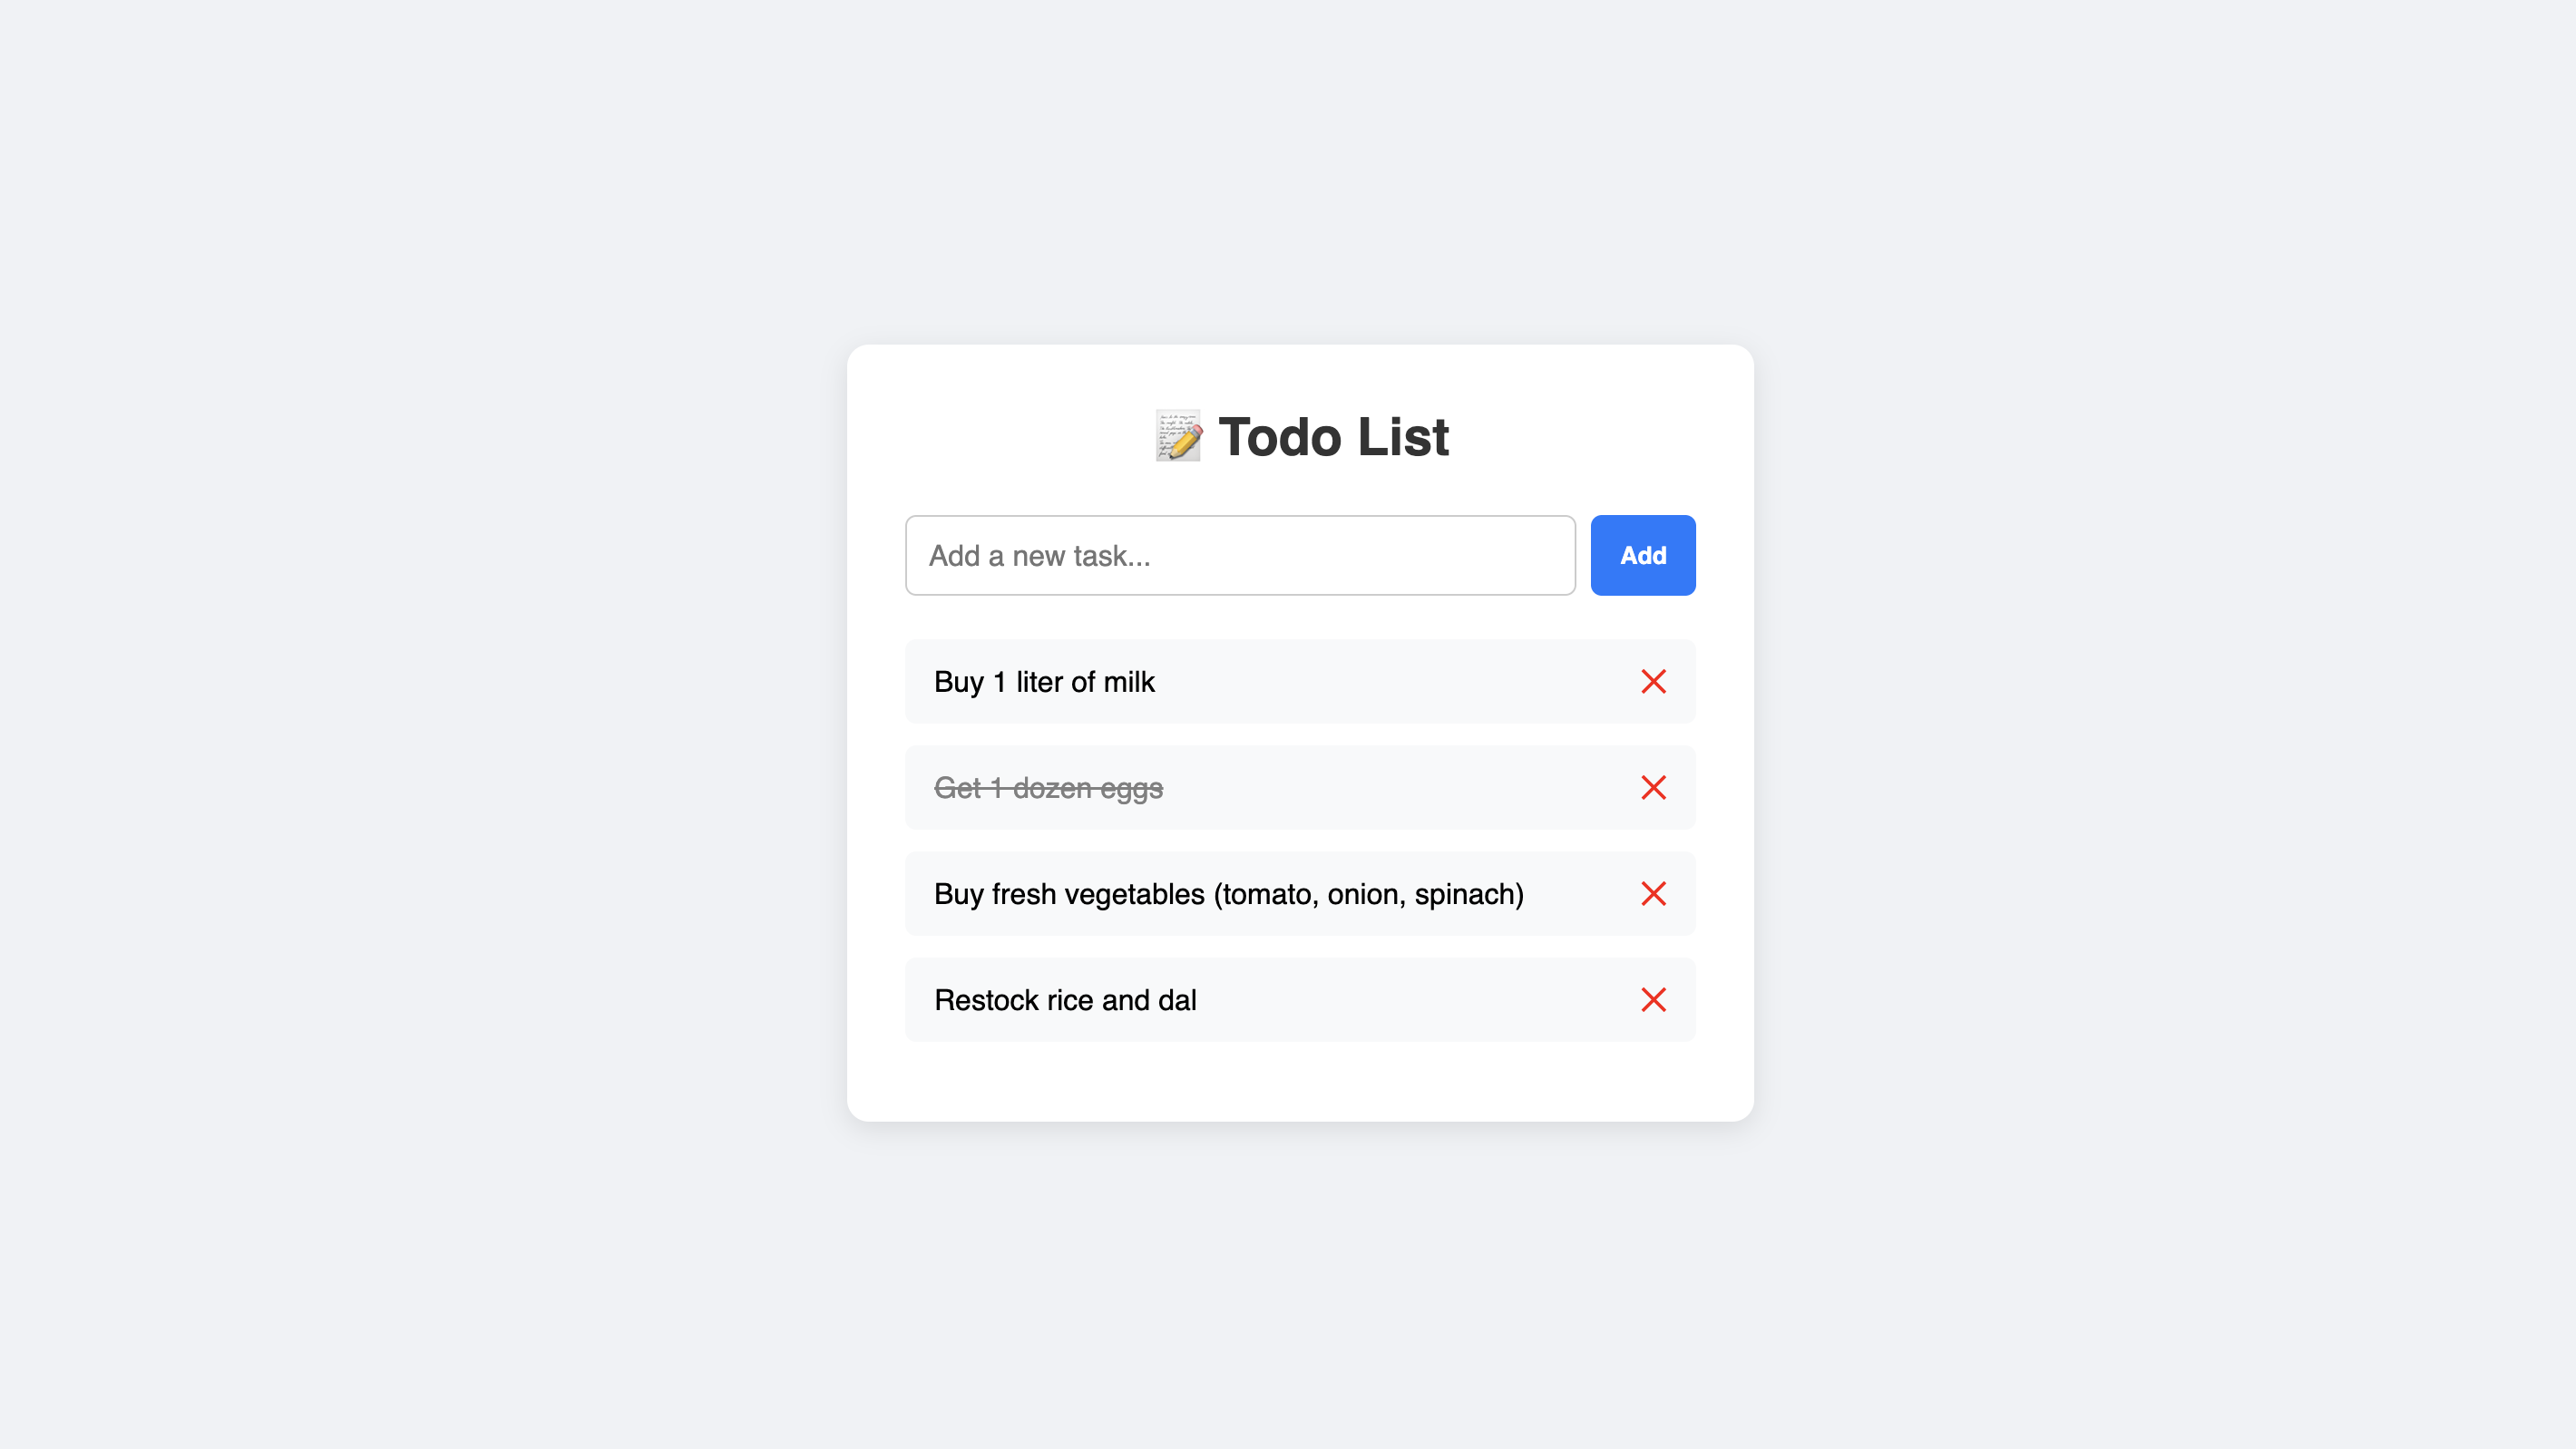 📝 Todo List
Add a new task...
Add
Buy 1 liter of milk
Get 1 dozen eggs
Buy fresh vegetables (tomato, onion, spinach)
Restock rice and dal